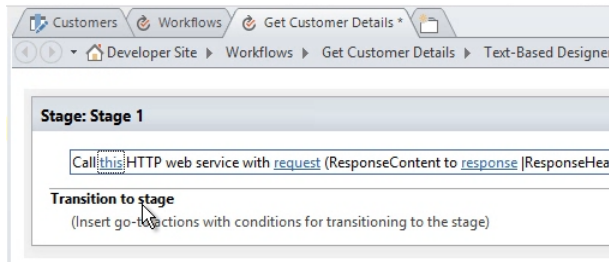 Customers Workflows Get Customer Details *
Developer Site Workflows Get Customer Details Text-Based Designe
Stage: Stage 1
Call this HTTP web service with request (ResponseContent to response |ResponseHea
Transition to stage
(Insert go-to actions with conditions for transitioning to the stage)